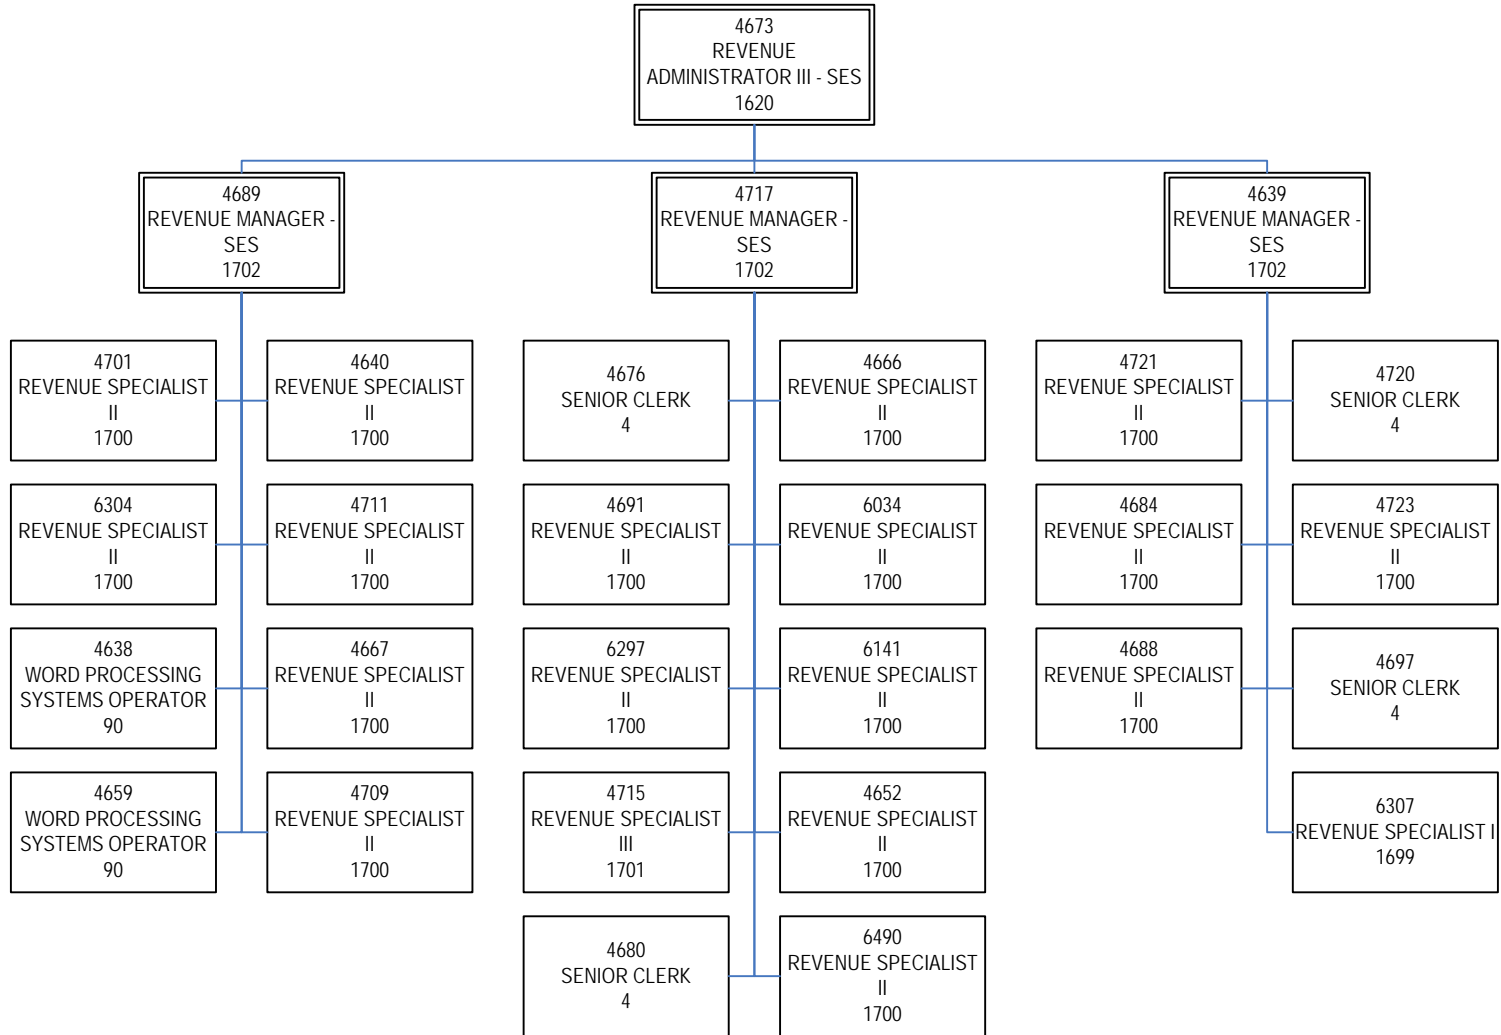 4673
REVENUE
ADMINISTRATOR III - SES
1620
4689
REVENUE MANAGER -
SES
1702
4717
REVENUE MANAGER -
SES
1702
4639
REVENUE MANAGER -
SES
1702
4701
REVENUE SPECIALIST
II
1700
4640
REVENUE SPECIALIST
II
1700
4676
SENIOR CLERK
4
4666
REVENUE SPECIALIST
II
1700
4721
REVENUE SPECIALIST
II
1700
4720
SENIOR CLERK
4
6304
REVENUE SPECIALIST
II
1700
4711
REVENUE SPECIALIST
II
1700
4691
REVENUE SPECIALIST
II
1700
6034
REVENUE SPECIALIST
II
1700
4684
REVENUE SPECIALIST
II
1700
4723
REVENUE SPECIALIST
II
1700
4638
WORD PROCESSING
SYSTEMS OPERATOR
90
4667
REVENUE SPECIALIST
II
1700
6297
REVENUE SPECIALIST
II
1700
6141
REVENUE SPECIALIST
II
1700
4688
REVENUE SPECIALIST
II
1700
4697
SENIOR CLERK
4
4659
WORD PROCESSING
SYSTEMS OPERATOR
90
4709
REVENUE SPECIALIST
II
1700
4715
REVENUE SPECIALIST
III
1701
4652
REVENUE SPECIALIST
II
1700
6307
REVENUE SPECIALIST I
1699
4680
SENIOR CLERK
4
6490
REVENUE SPECIALIST
II
1700